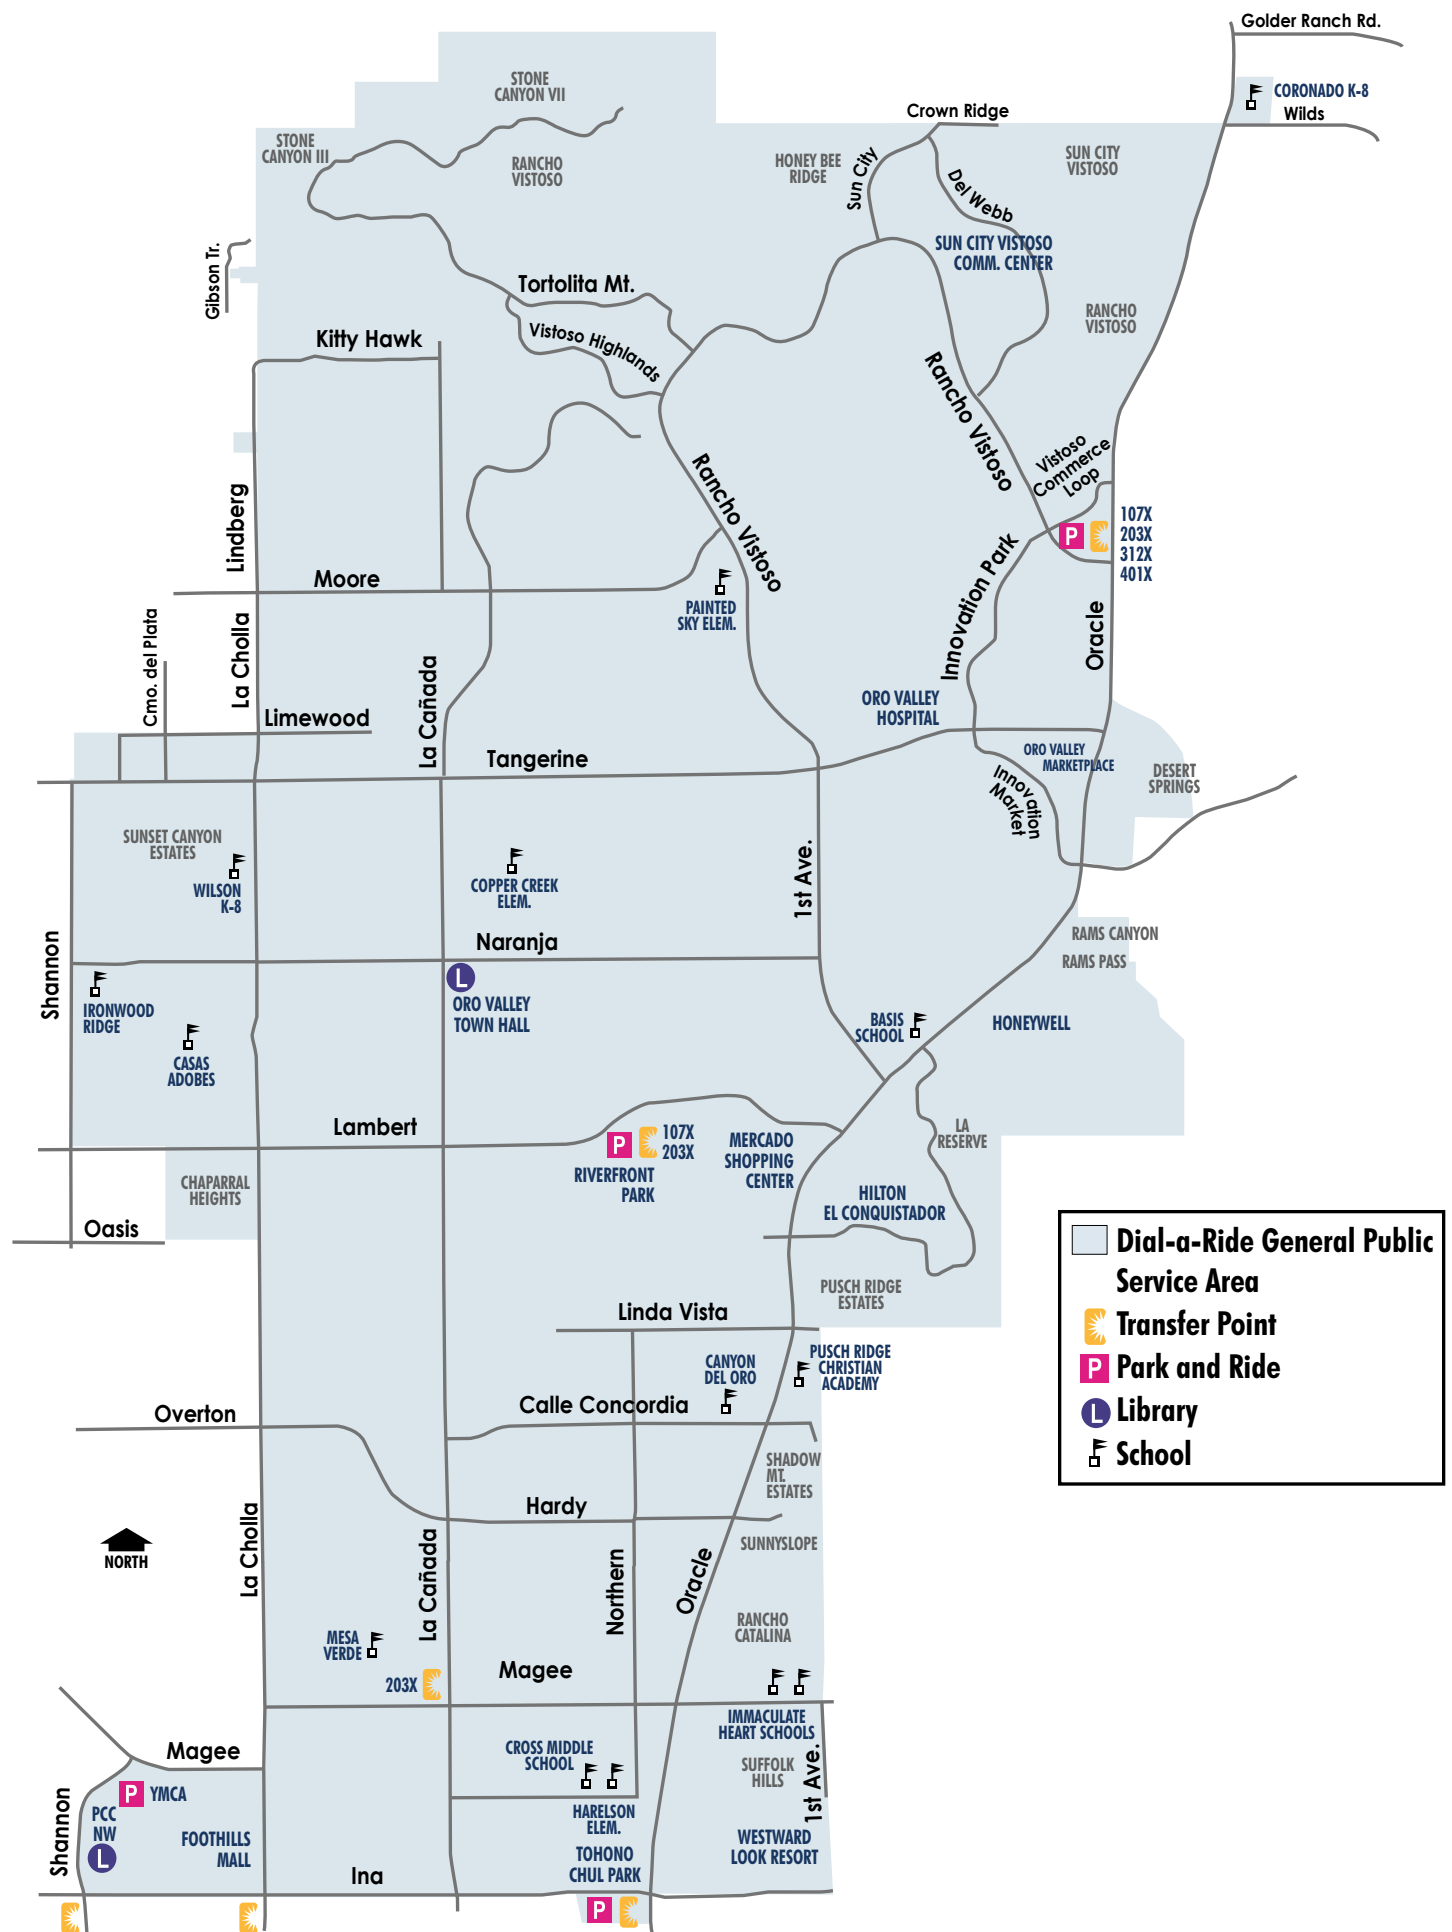 Golder Ranch Rd.
STONE
CANYON VII
CORONADO K-8
Crown Ridge
Wilds
STONE
CANYON III
RANCHO
VISTOSO
HONEY BEE
RIDGE
Sun City
SUN CITY
VISTOSO
Del Webb
SUN CITY VISTOSO
COMM. CENTER
Gibson Tr.
Tortolita Mt.
RANCHO
VISTOSO
Kitty Hawk
Vistoso Highlands
Rancho Vistoso
Vistoso
Commerce
Loop
Rancho Vistoso
Lindberg
P
107X
203X
312X
401X
Innovation Park
Moore
PAINTED
SKY ELEM.
Oracle
Cmo. del Plata
La Cholla
La Cañada
Limewood
ORO VALLEY
HOSPITAL
Tangerine
ORO VALLEY
MARKETPLACE
Innovation
Market
DESERT
SPRINGS
SUNSET CANYON
ESTATES
WILSON
K-8
COPPER CREEK
ELEM.
1st Ave.
Naranja
RAMS CANYON
RAMS PASS
Shannon
L
ORO VALLEY
TOWN HALL
IRONWOOD
RIDGE
BASIS
SCHOOL
HONEYWELL
CASAS
ADOBES
Lambert
P
107X
203X
RIVERFRONT
PARK
MERCADO
SHOPPING
CENTER
LA
RESERVE
CHAPARRAL
HEIGHTS
HILTON
EL CONQUISTADOR
Oasis
PUSCH RIDGE
ESTATES
Dial-a-Ride General Public
Service Area
Transfer Point
P
Park and Ride
L
Library
School
Linda Vista
CANYON
DEL ORO
PUSCH RIDGE
CHRISTIAN
ACADEMY
Calle Concordia
Overton
SHADOW
MT.
ESTATES
Hardy
SUNNYSLOPE
NORTH
La Cholla
La Cañada
Northern
Oracle
RANCHO
CATALINA
MESA
VERDE
203X
Magee
IMMACULATE
HEART SCHOOLS
Magee
CROSS MIDDLE
SCHOOL
SUFFOLK
HILLS
1st Ave.
P
YMCA
Shannon
PCC
NW
L
FOOTHILLS
MALL
HARELSON
ELEM.
TOHONO
CHUL PARK
WESTWARD
LOOK RESORT
Ina
P